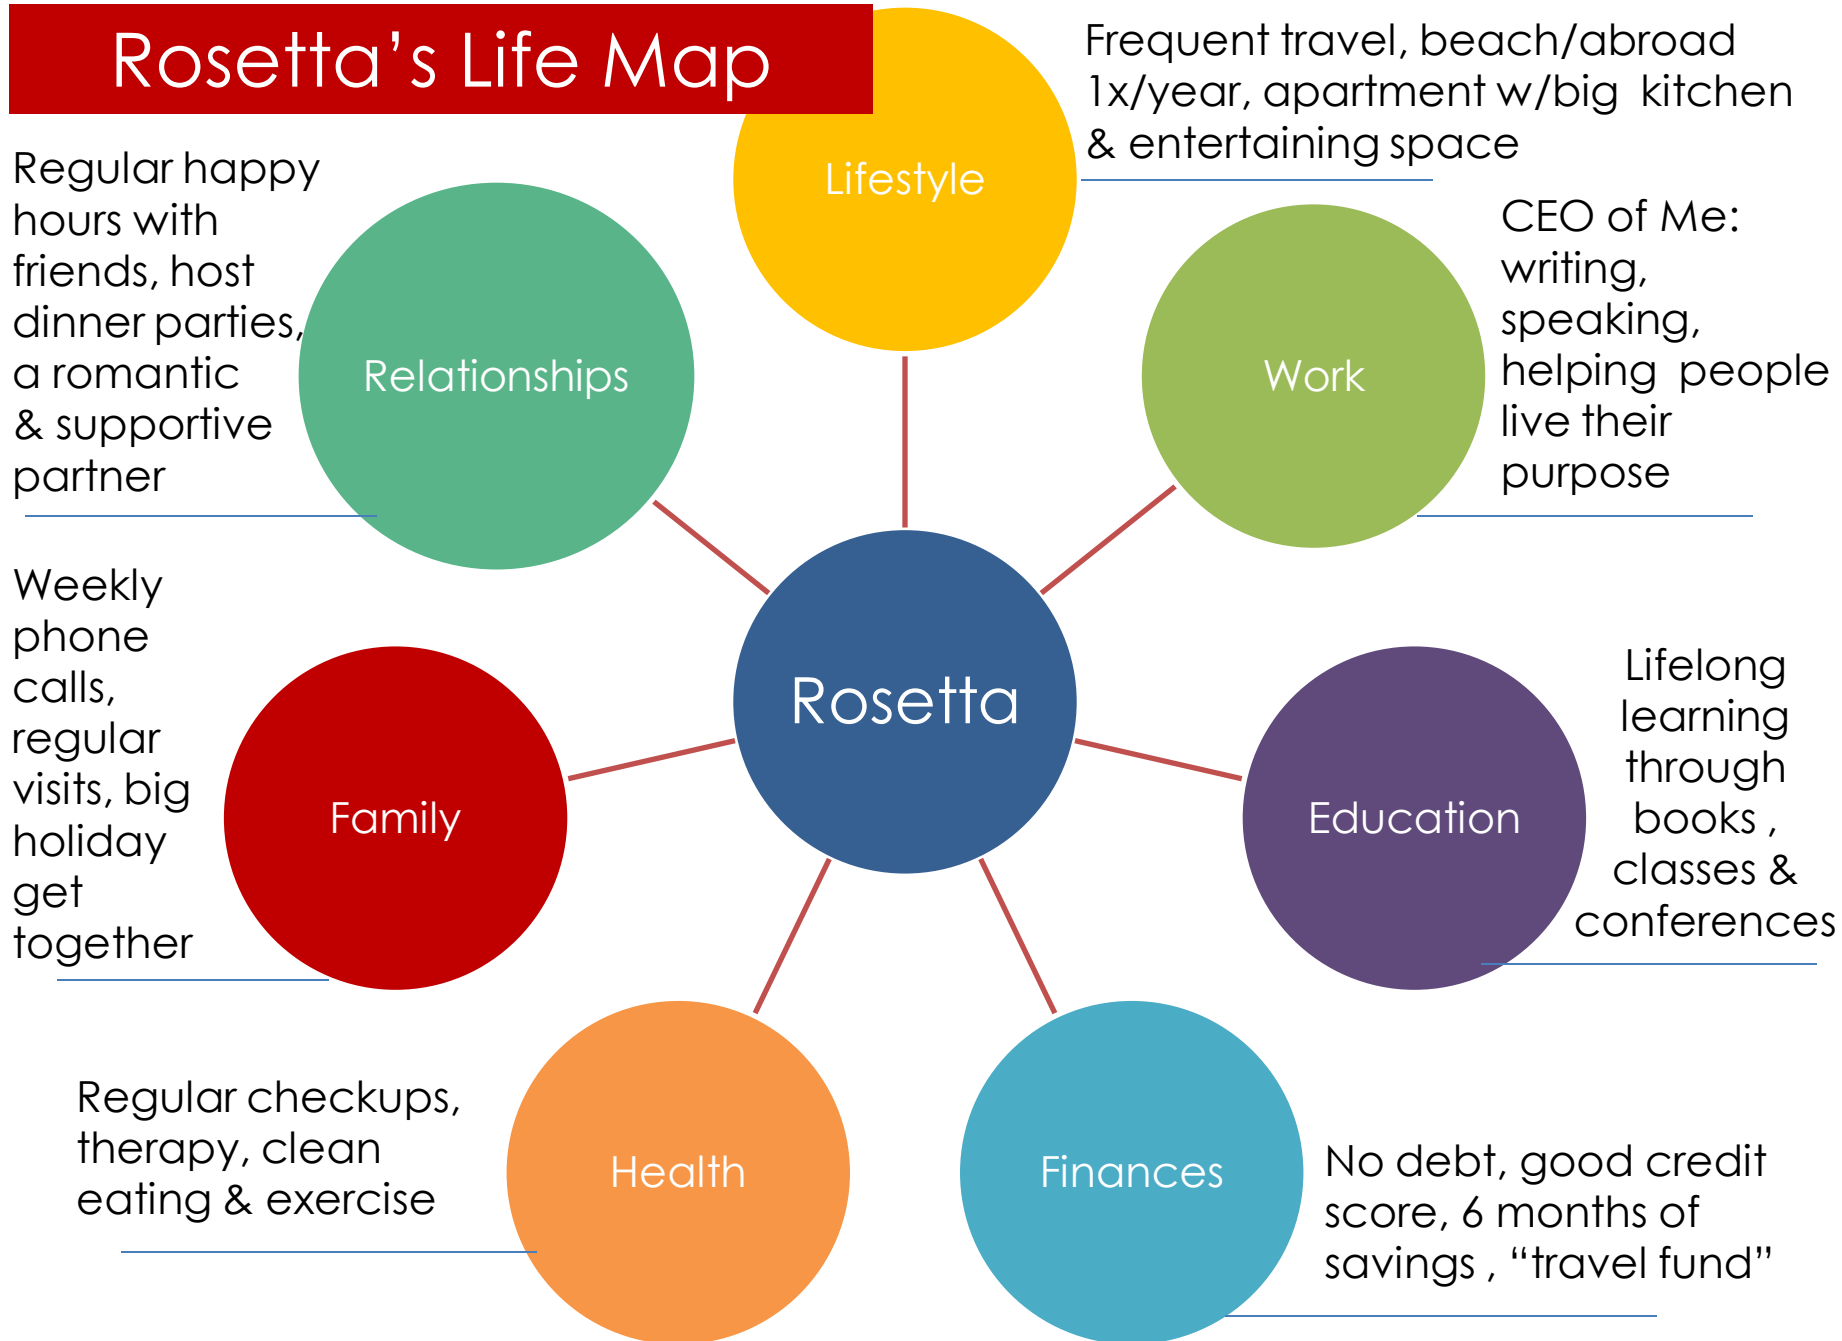 Rosetta’s Life Map
Lifestyle
Frequent travel, beach/abroad
1x/year, apartment w/big kitchen
& entertaining space
Work
CEO of Me:
writing,
speaking,
helping people
live their
purpose
Education
Lifelong
learning
through
books ,
classes &
conferences
Finances
No debt, good credit
score, 6 months of
savings , “travel fund”
Health
Regular checkups,
therapy, clean
eating & exercise
Family
Weekly
phone
calls,
regular
visits, big
holiday
get
together
Relationships
Regular happy
hours with
friends, host
dinner parties,
a romantic
& supportive
partner
Rosetta